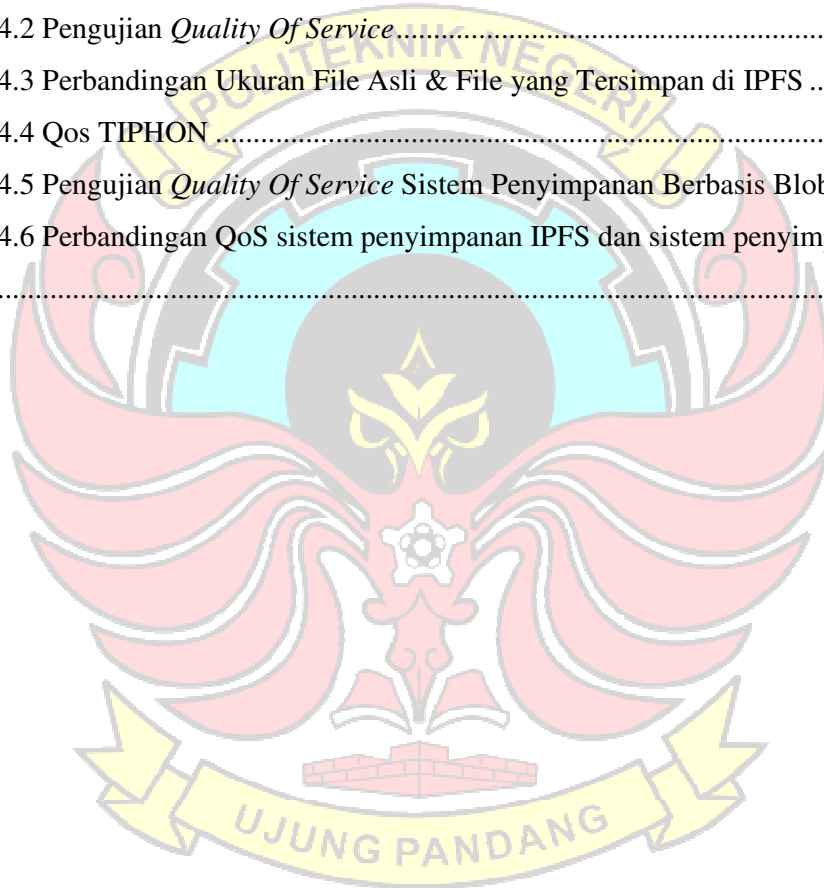 4.2 Pengujian Quality Of Service........................................................................
4.3 Perbandingan Ukuran File Asli & File yang Tersimpan di IPFS ..
4.4 Qos TIPHON ....................................................................................................
4.5 Pengujian Quality Of Service Sistem Penyimpanan Berbasis Blob
4.6 Perbandingan QoS sistem penyimpanan IPFS dan sistem
....................................................................................................................................
POLITEKNIK NEGERI
UJUNG PANDANG